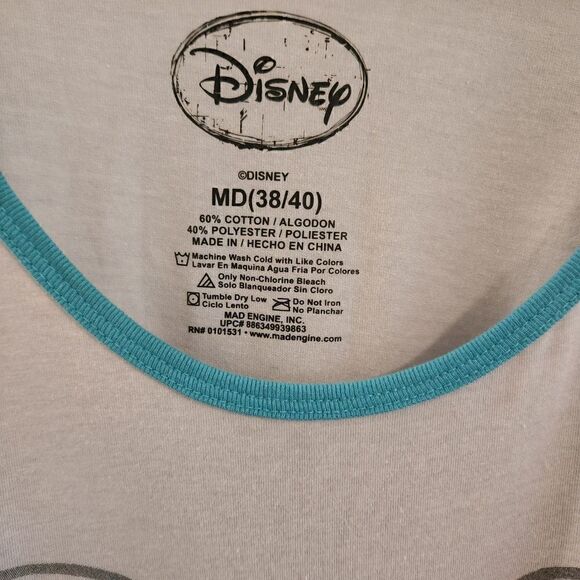 Disney
©DISNEY
MD(38/40)
60% COTTON / ALGODON
40% POLYESTER / POLIESTER
MADE IN / HECHO EN CHINA
Machine Wash Cold with Like Colors
Lavar En Maquina Agua Fria Por Colores
Only Non-Chlorine Bleach
Solo Blanqueador Sin Cloro
Tumble Dry Low
Ciclo Lento
Do Not Iron
No Planchar
MAD ENGINE, INC.
UPC# 886349939863
RN# 0101531 • www.madengine.com